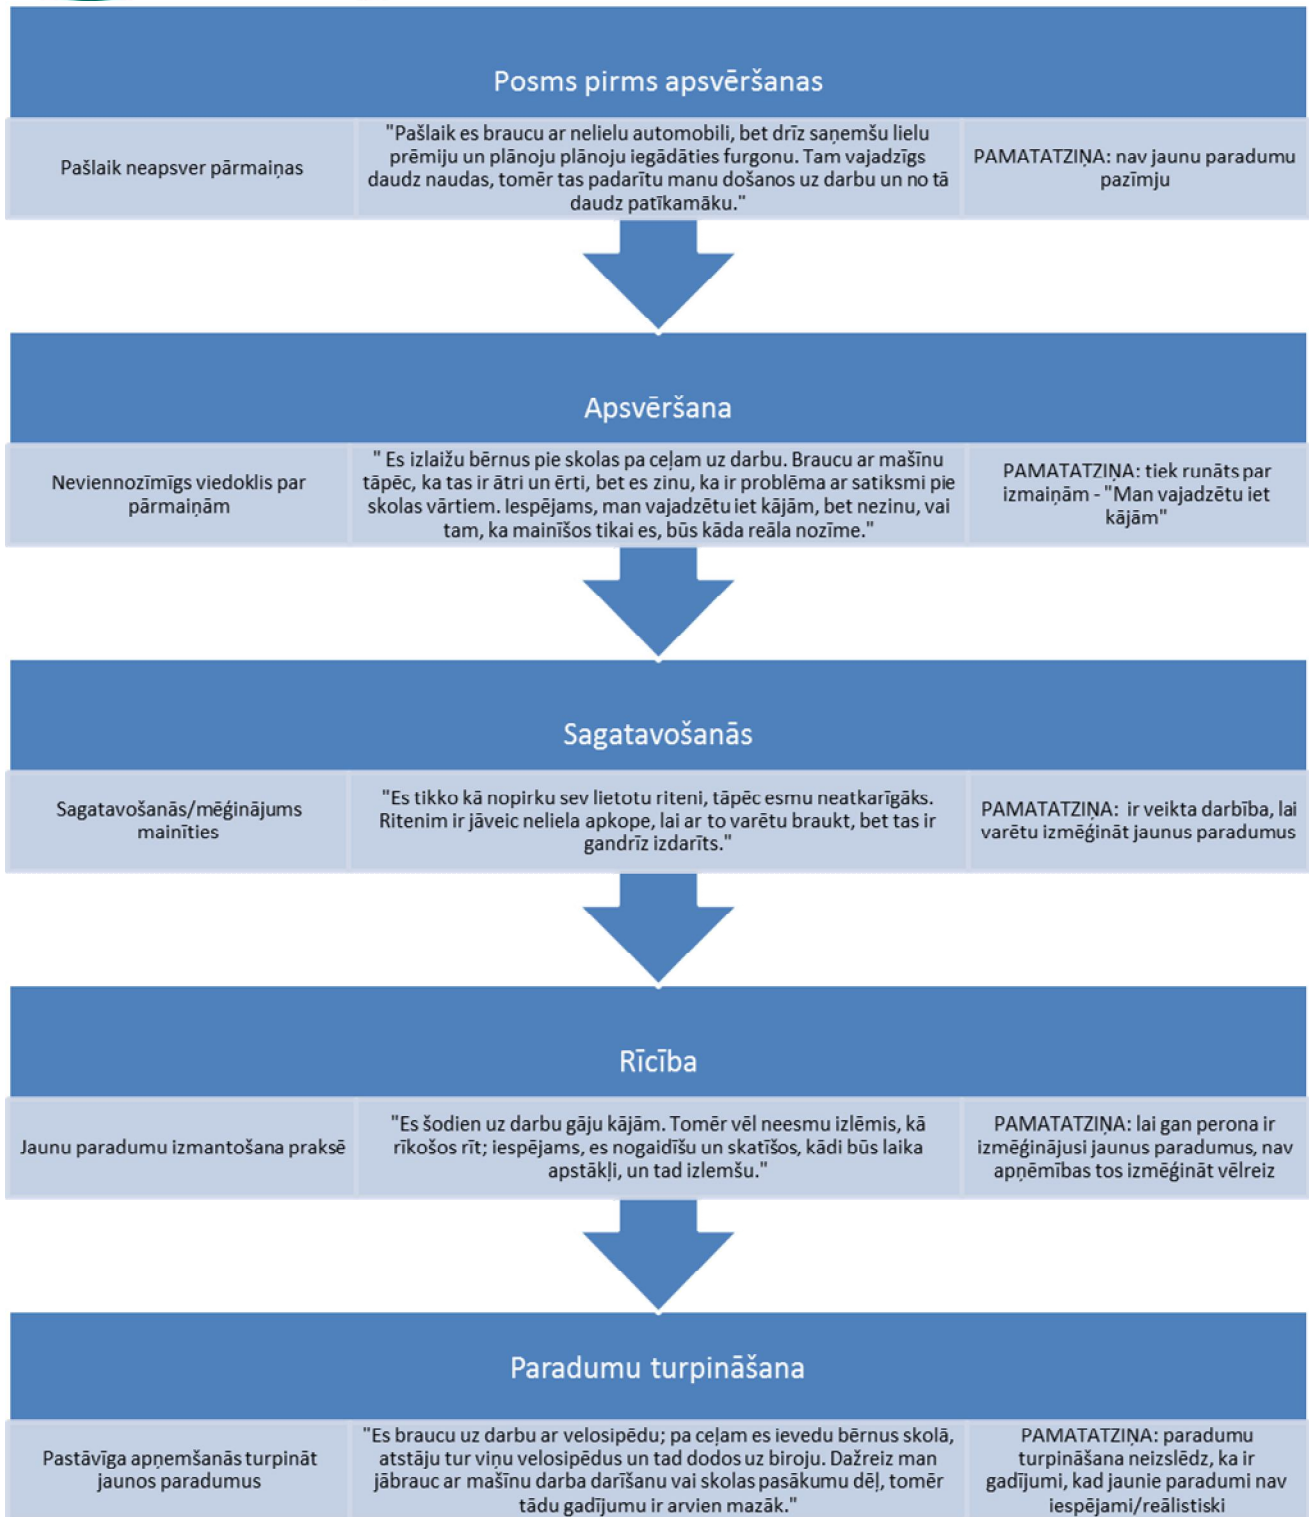 Posms pirms apsvēršanas
Pašlaik neapsver pārmaiņas
"Pašlaik es braucu ar nelielu automobili, bet drīz saņemšu lielu
prēmiju un plānoju plānoju iegādāties furgonu. Tam vajadzīgs
daudz naudas, tomēr tas padarītu manu došanos uz darbu un no tā
daudz patīkamāku."
PAMATATZIŅA: nav jaunu paradumu
pazīmju
Apsvēršana
Neviennozīmīgs viedoklis par
pārmaiņām
" Es izlaižu bērnus pie skolas pa ceļam uz darbu. Braucu ar mašīnu
tāpēc, ka tas ir ātri un ērti, bet es zinu, ka ir problēma ar satiksmi pie
skolas vārtiem. Iespējams, man vajadzētu iet kājām, bet nezinu, vai
tam, ka mainīšos tikai es, būs kāda reāla nozīme."
PAMATATZIŅA: tiek runāts par
izmaiņām - "Man vajadzētu iet
kājām"
Sagatavošanās
Sagatavošanās/mēģinājums
mainīties
"Es tikko kā nopirku sev lietotu riteni, tāpēc esmu neatkarīgāks.
Ritenim ir jāveic neliela apkope, lai ar to varētu braukt, bet tas ir
gandrīz izdarīts."
PAMATATZIŅA: ir veikta darbība, lai
varētu izmēģināt jaunus paradumus
Rīcība
Jaunu paradumu izmantošana praksē
"Es šodien uz darbu gāju kājām. Tomēr vēl neesmu izlēmis, kā
rīkošos rīt; iespējams, es nogaidīšu un skatīšos, kādi būs laika
apstākļi, un tad izlemšu."
PAMATATZIŅA: lai gan perona ir
izmēģinājusi jaunus paradumus, nav
apņēmības tos izmēģināt vēlreiz
Paradumu turpināšana
Pastāvīga apņemšanās turpināt
jaunos paradumus
"Es braucu uz darbu ar velosipēdu; pa ceļam es ievedu bērnus skolā,
atstāju tur viņu velosipēdus un tad dodos uz biroju. Dažreiz man
jābrauc ar mašīnu darba darīšanu vai skolas pasākumu dēļ, tomēr
tādu gadījumu ir arvien mazāk."
PAMATATZIŅA: paradumu
turpināšana neizslēdz, ka ir
gadījumi, kad jaunie paradumi nav
iespējami/reālistiski